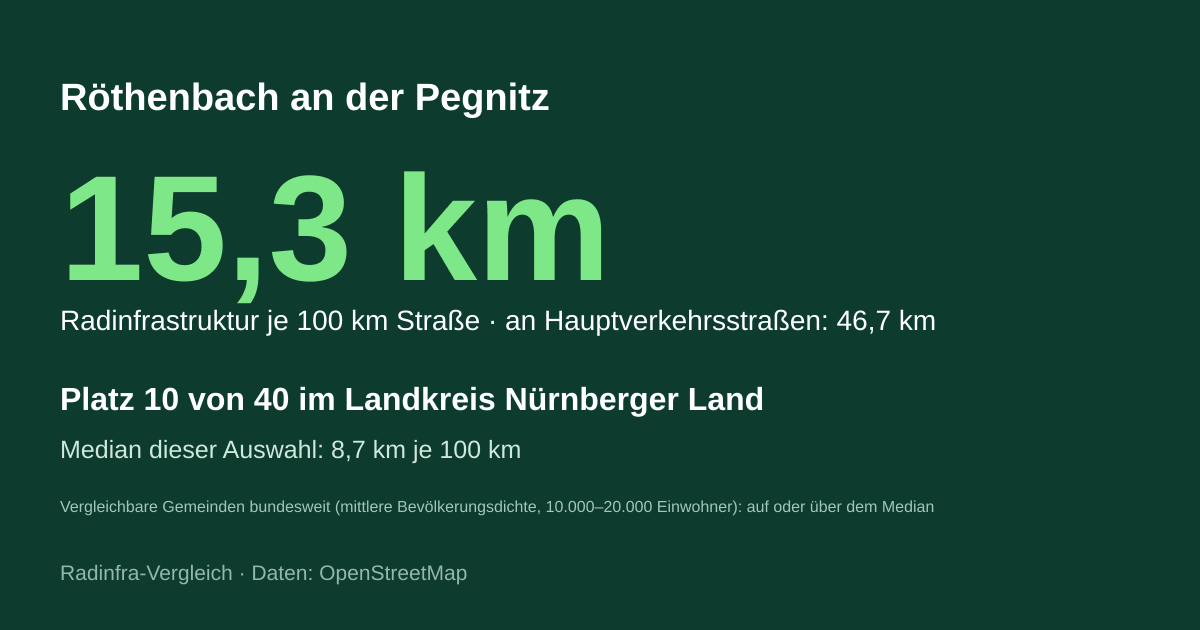 Röthenbach an der Pegnitz
15,3 km
Radinfrastruktur je 100 km Straße · an Hauptverkehrsstraßen: 46,7 km
Platz 10 von 40 im Landkreis Nürnberger Land
Median dieser Auswahl: 8,7 km je 100 km
Vergleichbare Gemeinden bundesweit (mittlere Bevölkerungsdichte, 10.000–20.000 Einwohner): auf oder über dem Median
Radinfra-Vergleich · Daten: OpenStreetMap